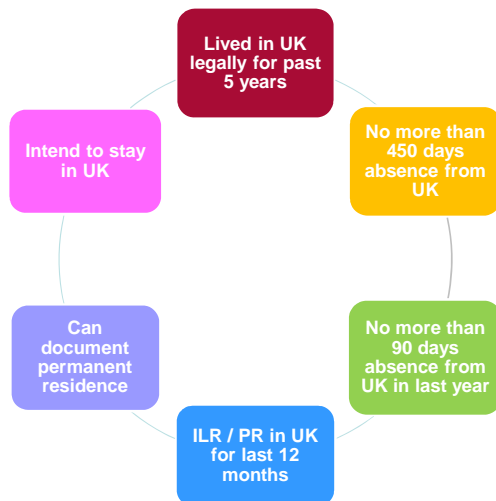 Lived in UK
legally for past
5 years
No more than
450 days
absence from
UK
No more than
90 days
absence from
UK in last year
ILR / PR in UK
for last 12
months
Can
document
permanent
residence
Intend to stay
in UK